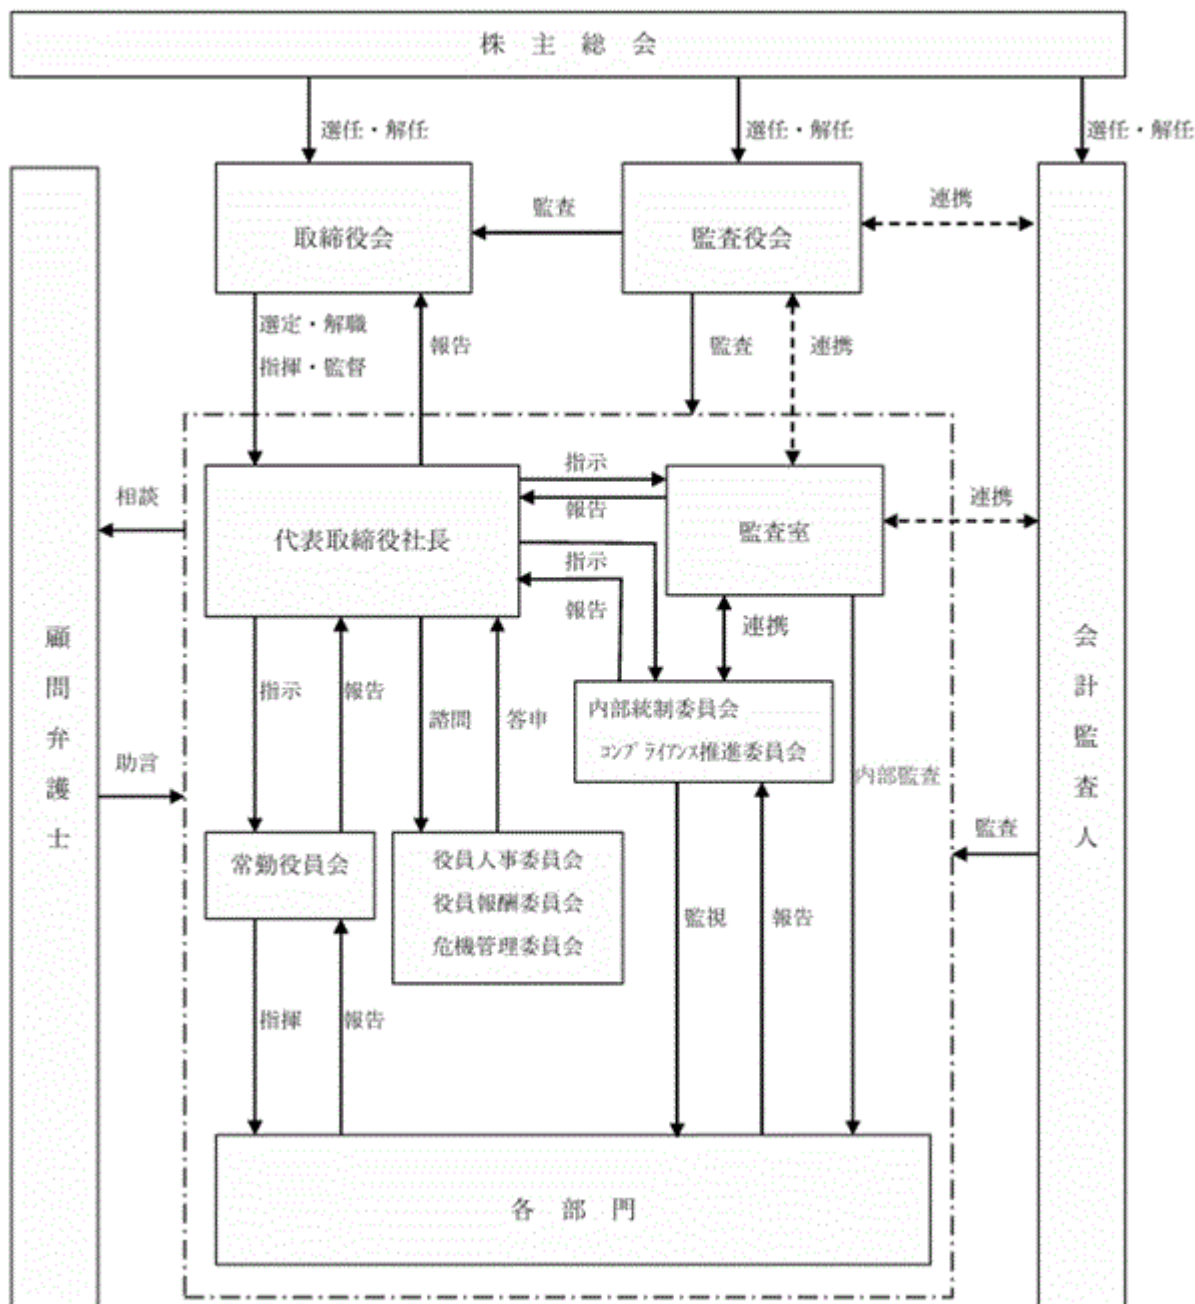 株主総会
選任・解任
選任・解任
選任・解任
取締役会
監査
監査役会
連携
選定・解職
指揮・監督
報告
監査
連携
相談
代表取締役社長
指示
報告
指示
報告
監査室
連携
連携
顧問弁護士
会計監査人
指示
報告
諮問
答申
内部統制委員会
コンプライアンス推進委員会
内部監査
助言
監査
常勤役員会
役員人事委員会
役員報酬委員会
危機管理委員会
監視
報告
指揮
報告
各部門